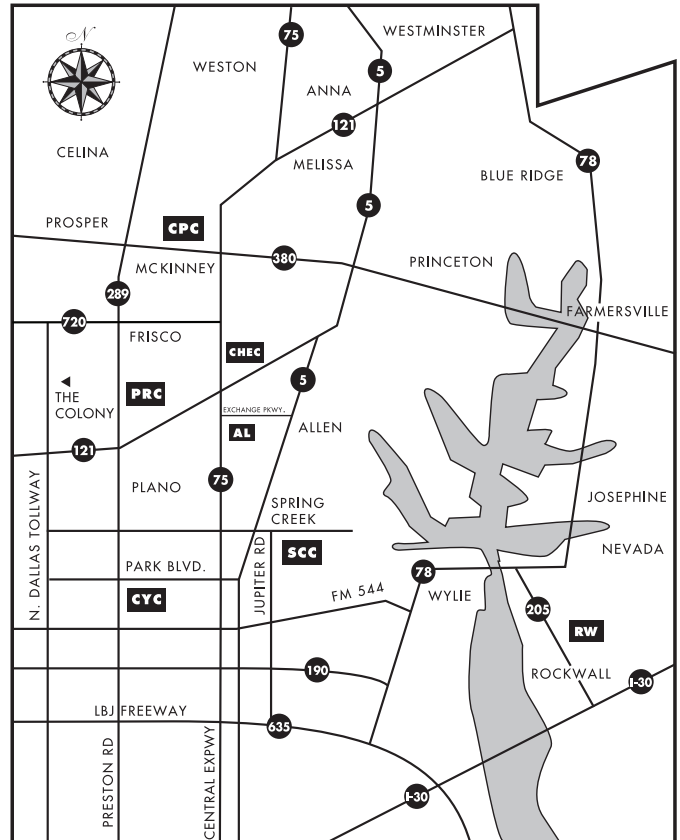 N
75
WESTMINSTER
WESTON
5
ANNA
121
CELINA
MELISSA
78
BLUE RIDGE
5
PROSPER
CPC
380
PRINCETON
MCKINNEY
289
FARMERSVILLE
720
FRISCO
CHEC
5
THE
COLONY
PRC
EXCHANGE PKWY.
AL
ALLEN
121
75
PLANO
JOSEPHINE
SPRING
CREEK
N. DALLAS TOLLWAY
NEVADA
SCC
JUPITER RD
PARK BLVD.
78
CYC
FM 544
WYLIE
205
RW
190
ROCKWALL
I-30
LBJ FREEWAY
635
PRESTON RD
CENTRAL EXPWY
I-30